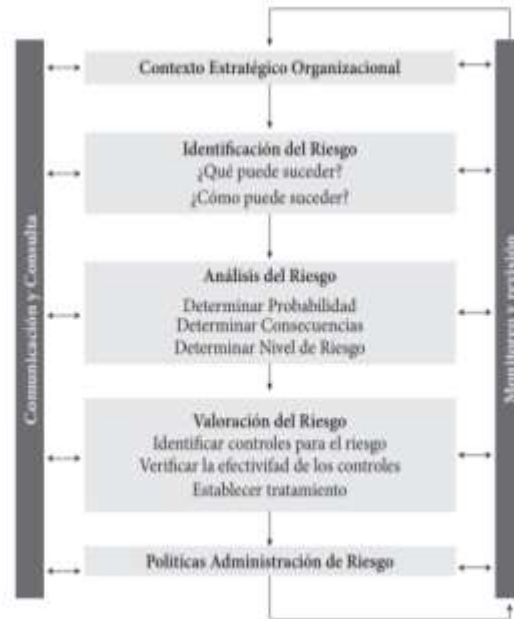 Contexto Estratégico Organizacional
Identificación del Riesgo
¿Qué puede suceder?
¿Cómo puede suceder?
Análisis del Riesgo
Determinar Probabilidad
Determinar Consecuencias
Determinar Nivel de Riesgo
Valoración del Riesgo
Identificar controles para el riesgo
Verificar la efectivifad de los controles
Establecer tratamiento
Políticas Administración de Riesgo
Comunicación y Consulta
Monitoreo y revisión